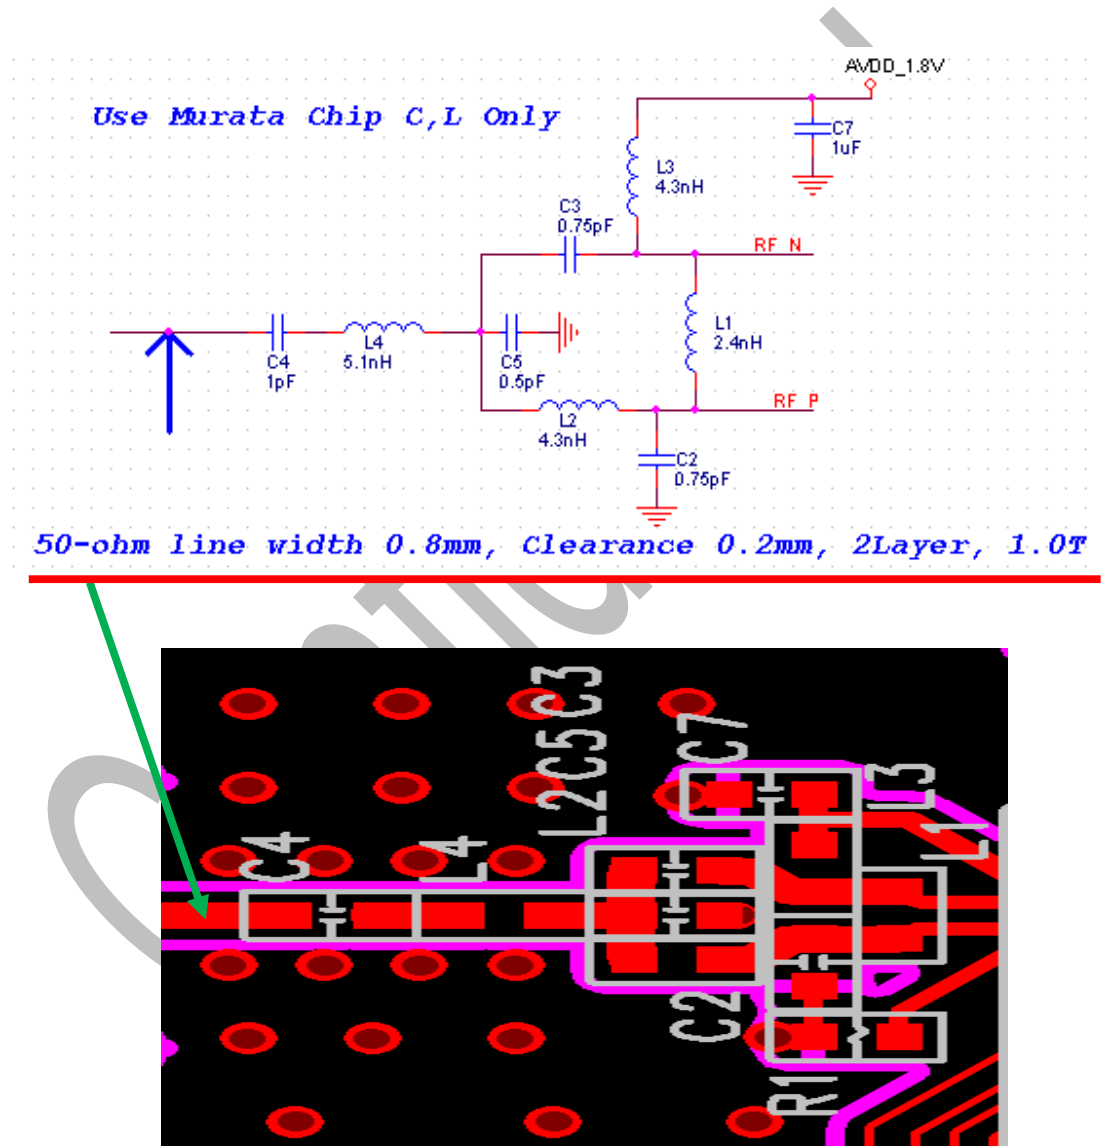 AVDD_1.8V
Use Murata Chip C,L Only
C7
1uF
L3
4.3nH
C3
0.75pF
RF_N
L1
2.4nH
C4
1pF
L4
5.1nH
C5
0.5pF
RF_P
L2
4.3nH
C2
0.75pF
50-ohm line width 0.8mm, Clearance 0.2mm, 2Layer, 1.0T
L2 C5 C3
C7
L3
L1
C4
L4
C2
R1